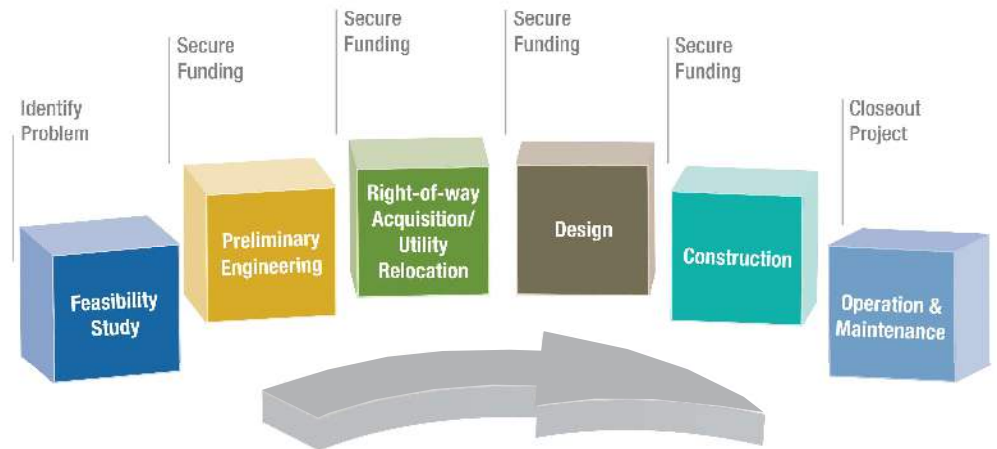 Identify
Problem
Secure
Funding
Secure
Funding
Secure
Funding
Secure
Funding
Closeout
Project
Feasibility
Study
Preliminary
Engineering
Right-of-way
Acquisition/
Utility
Relocation
Design
Construction
Operation &
Maintenance